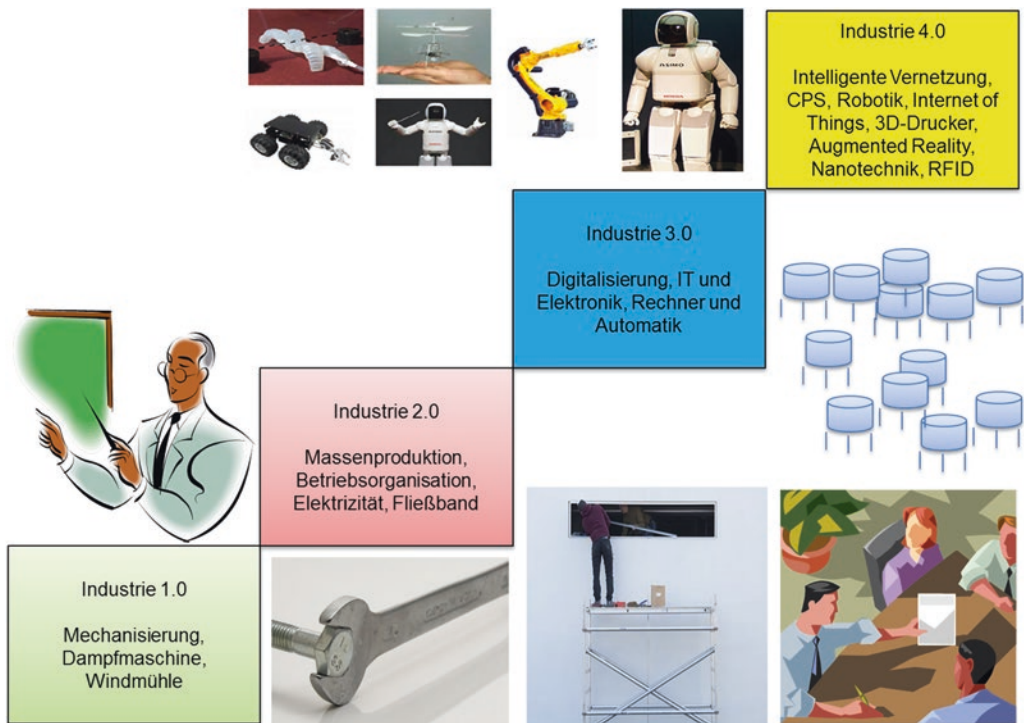 Industrie 4.0
Intelligente Vernetzung,
CPS, Robotik, Internet of
Things, 3D-Drucker,
Augmented Reality,
Nanotechnik, RFID
ASIMO
HONDA
Industrie 3.0
Digitalisierung, IT und
Elektronik, Rechner und
Automatik
Industrie 2.0
Massenproduktion,
Betriebsorganisation,
Elektrizität, Fließband
Industrie 1.0
Mechanisierung,
Dampfmaschine,
Windmühle